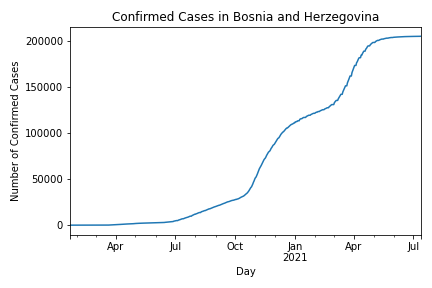 Confirmed Cases in Bosnia and Herzegovina
200000
150000
100000
50000
0
Number of Confirmed Cases
Apr Jul Oct Jan Apr Jul
2021
Day